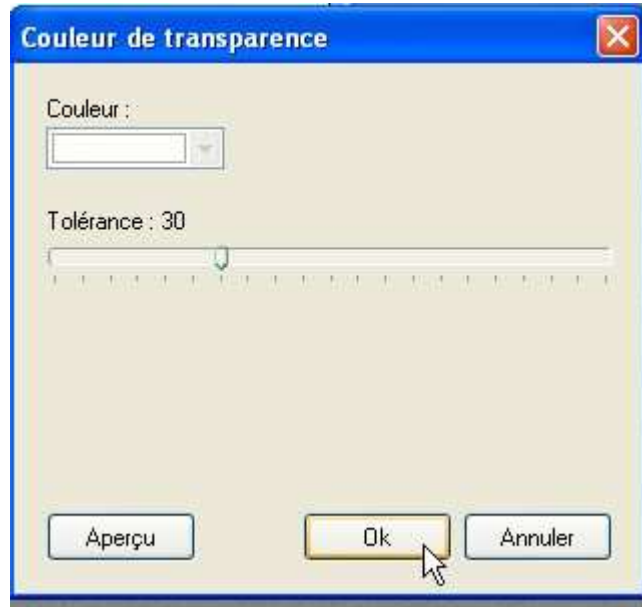 Couleur de transparence
Couleur :
Tolérance : 30
Aperçu
Ok
Annuler